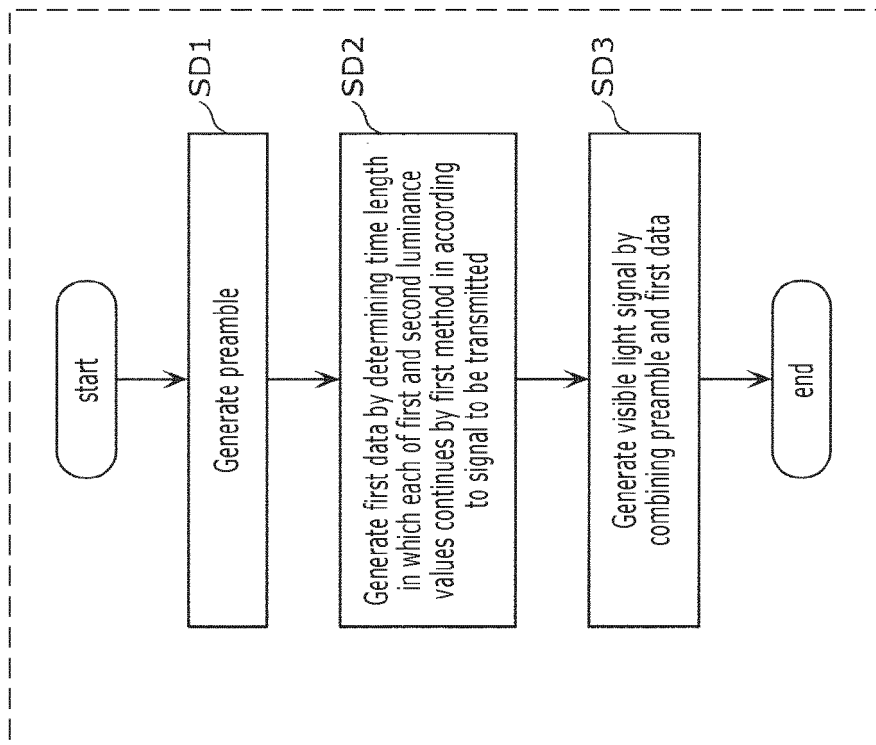 start
SD1
Generate preamble
SD2
Generate first data by determining time length
in which each of first and second luminance
values continues by first method in according
to signal to be transmitted
SD3
Generate visible light signal by
combining preamble and first data
end